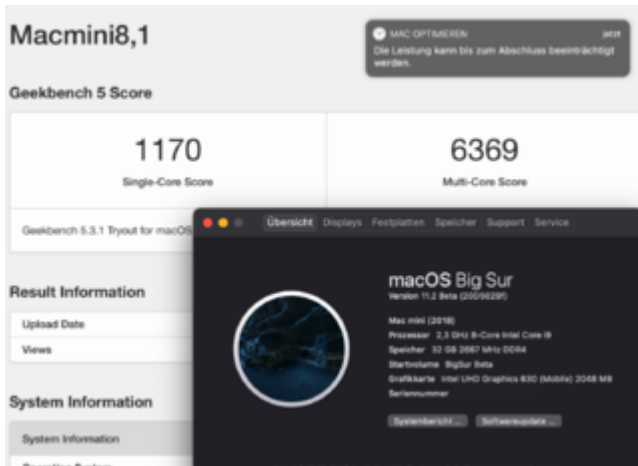 Macmini8,1
MAC OPTIMIEREN jetzt
Die Leistung kann bis zum Abschluss beeinträchtigt
werden.
Geekbench 5 Score
1170 6369
Single-Core Score Multi-Core Score
Geekbench 5.3.1 Tryout for macOS
Übersicht Displays Festplatten Speicher Support Service
macOS Big Sur
Version 11.2 Beta
Result Information
Upload Date
Views
Mac mini (2018)
Prozessor 2,3 GHz 8-Core Intel Core i9
Speicher 32 GB 2667 MHz DDR4
Startvolume BigSur Beta
Grafikkarte Intel UHD Graphics 630 (Mobile) 2048 MB
Seriennummer
Systembericht ... Softwareupdate ...
System Information
System Information
Operating System